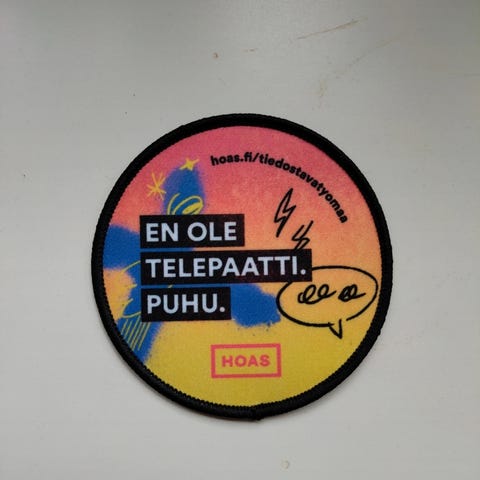 hoas.fi/tiedostavatyomaa
EN OLE
TELEPAATTI.
PUHU.
HOAS